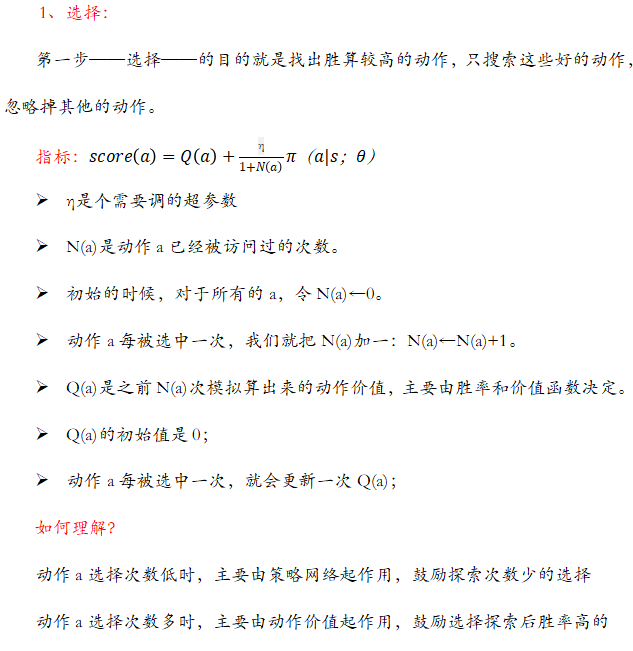 1、选择：
第一步——选择——的目的就是找出胜算较高的动作，只搜索这些好的动作，
忽略掉其他的动作。
指标：score(a) = Q(a) + η/(1+N(a)) π（a|s；θ）
➢ η是个需要调的超参数
➢ N(a)是动作 a 已经被访问过的次数。
➢ 初始的时候，对于所有的 a，令 N(a)←0。
➢ 动作 a 每被选中一次，我们就把 N(a)加一：N(a)←N(a)+1。
➢ Q(a)是之前 N(a)次模拟算出来的动作价值，主要由胜率和价值函数决定。
➢ Q(a)的初始值是 0；
➢ 动作 a 每被选中一次，就会更新一次 Q(a)；
如何理解？
动作 a 选择次数低时，主要由策略网络起作用，鼓励探索次数少的选择
动作 a 选择次数多时，主要由动作价值起作用，鼓励选择探索后胜率高的